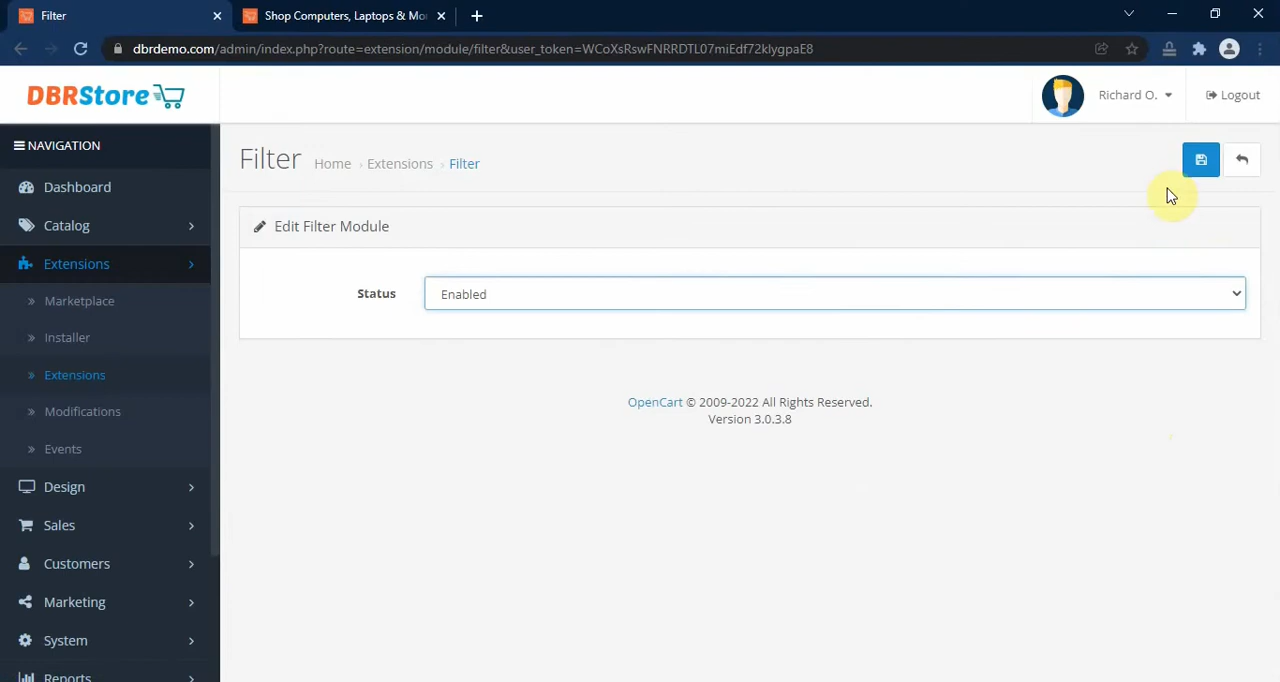 Filter
Shop Computers, Laptops & Mo
dbrdemo.com/admin/index.php?route=extension/module/filter&user_token=WCoXsRswFNRRDTL07miEdf72klygpaE8
DBRStore
Richard O.
Logout
NAVIGATION
Dashboard
Catalog
Extensions
Marketplace
Installer
Extensions
Modifications
Events
Design
Sales
Customers
Marketing
System
Reports
Filter
Home › Extensions › Filter
Edit Filter Module
Status
Enabled
OpenCart © 2009-2022 All Rights Reserved.
Version 3.0.3.8